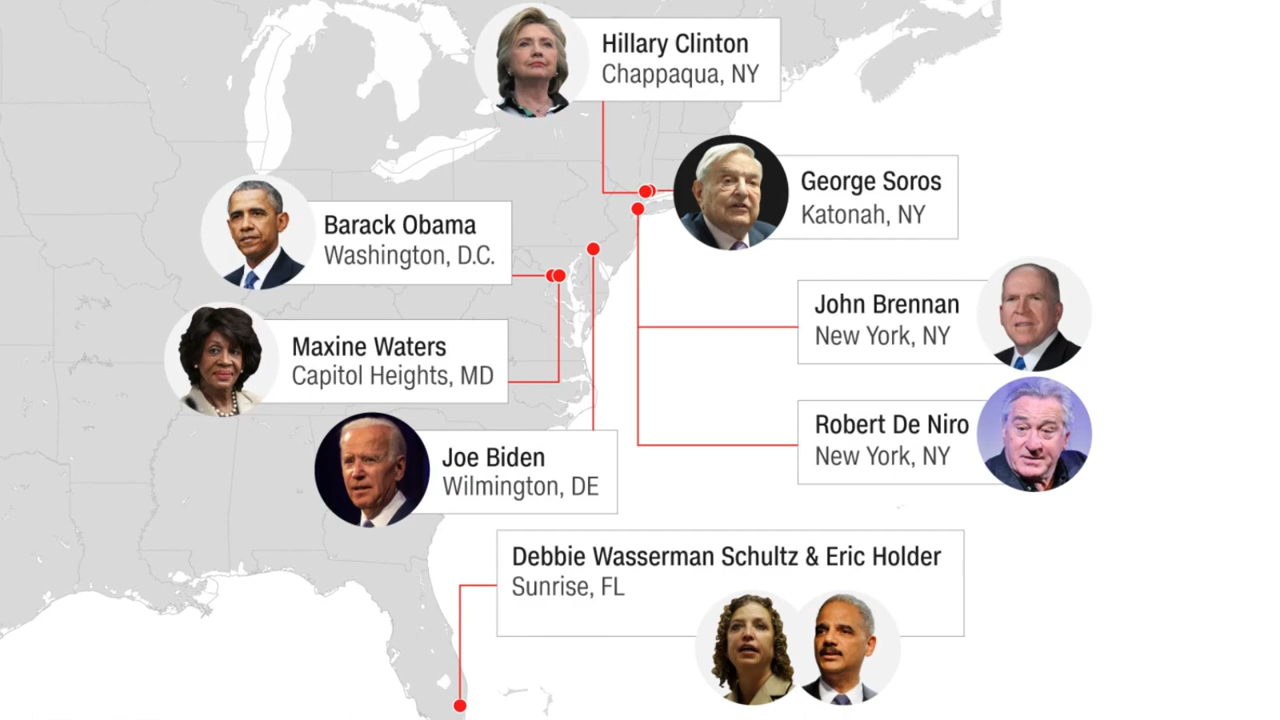 Hillary Clinton
Chappaqua, NY
George Soros
Katonah, NY
Barack Obama
Washington, D.C.
John Brennan
New York, NY
Maxine Waters
Capitol Heights, MD
Robert De Niro
New York, NY
Joe Biden
Wilmington, DE
Debbie Wasserman Schultz & Eric Holder
Sunrise, FL